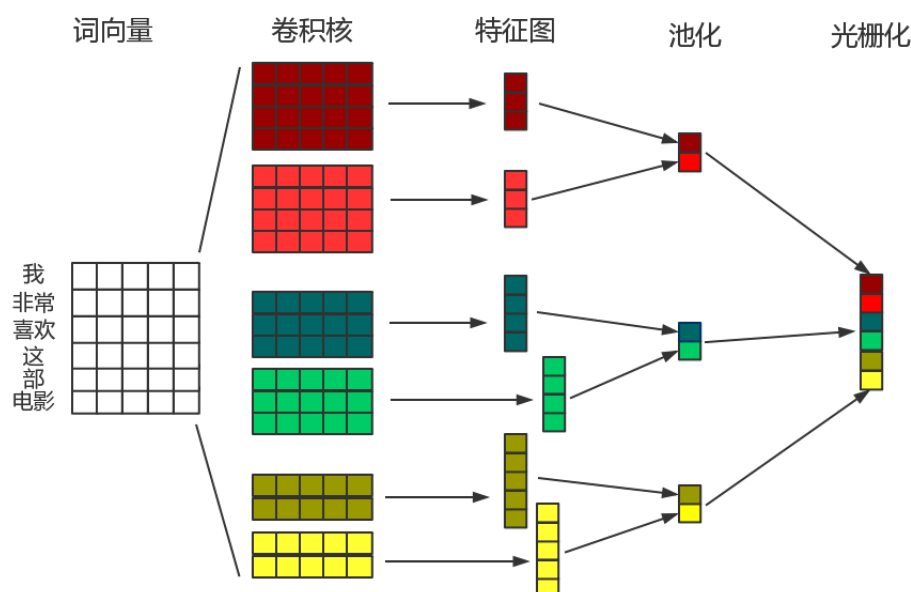 词向量
卷积核
特征图
池化
光栅化
我
非常
喜欢
这
部
电影